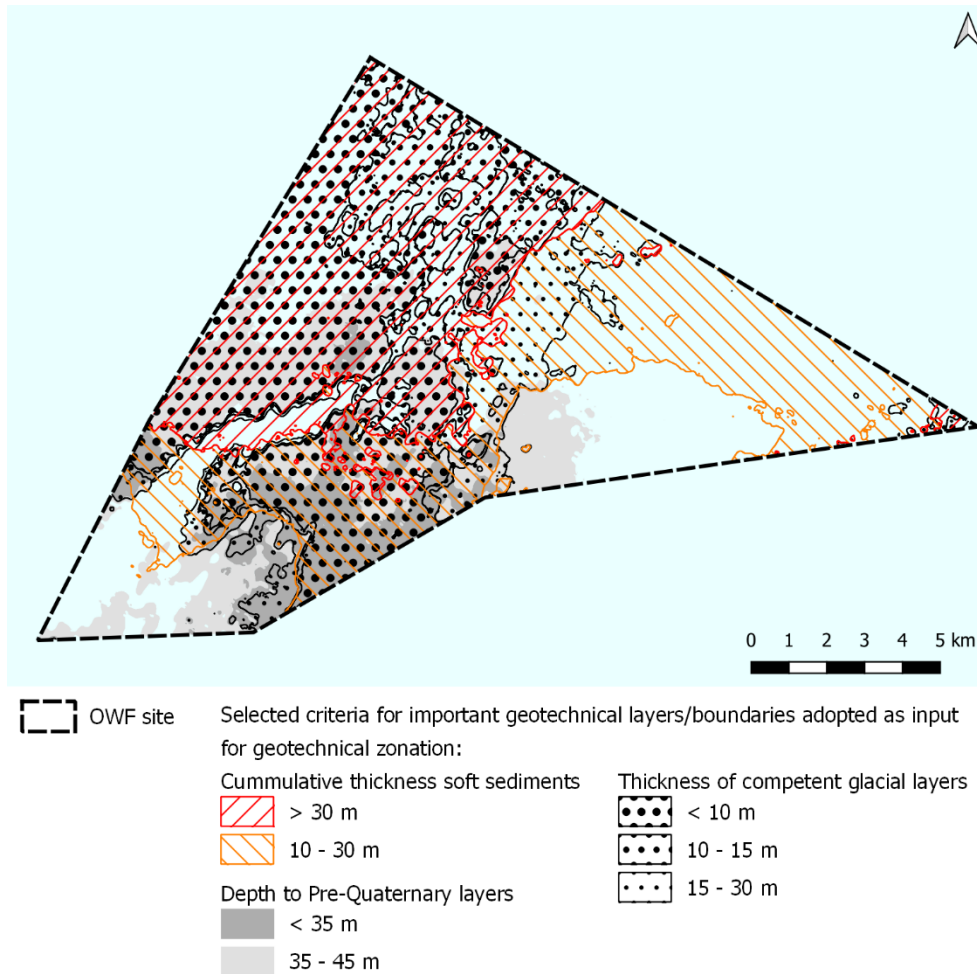 0 1 2 3 4 5 km
OWF site
Selected criteria for important geotechnical layers/boundaries adopted as input
for geotechnical zonation:
Cummulative thickness soft sediments
> 30 m
10 - 30 m
Depth to Pre-Quaternary layers
< 35 m
35 - 45 m
Thickness of competent glacial layers
< 10 m
10 - 15 m
15 - 30 m